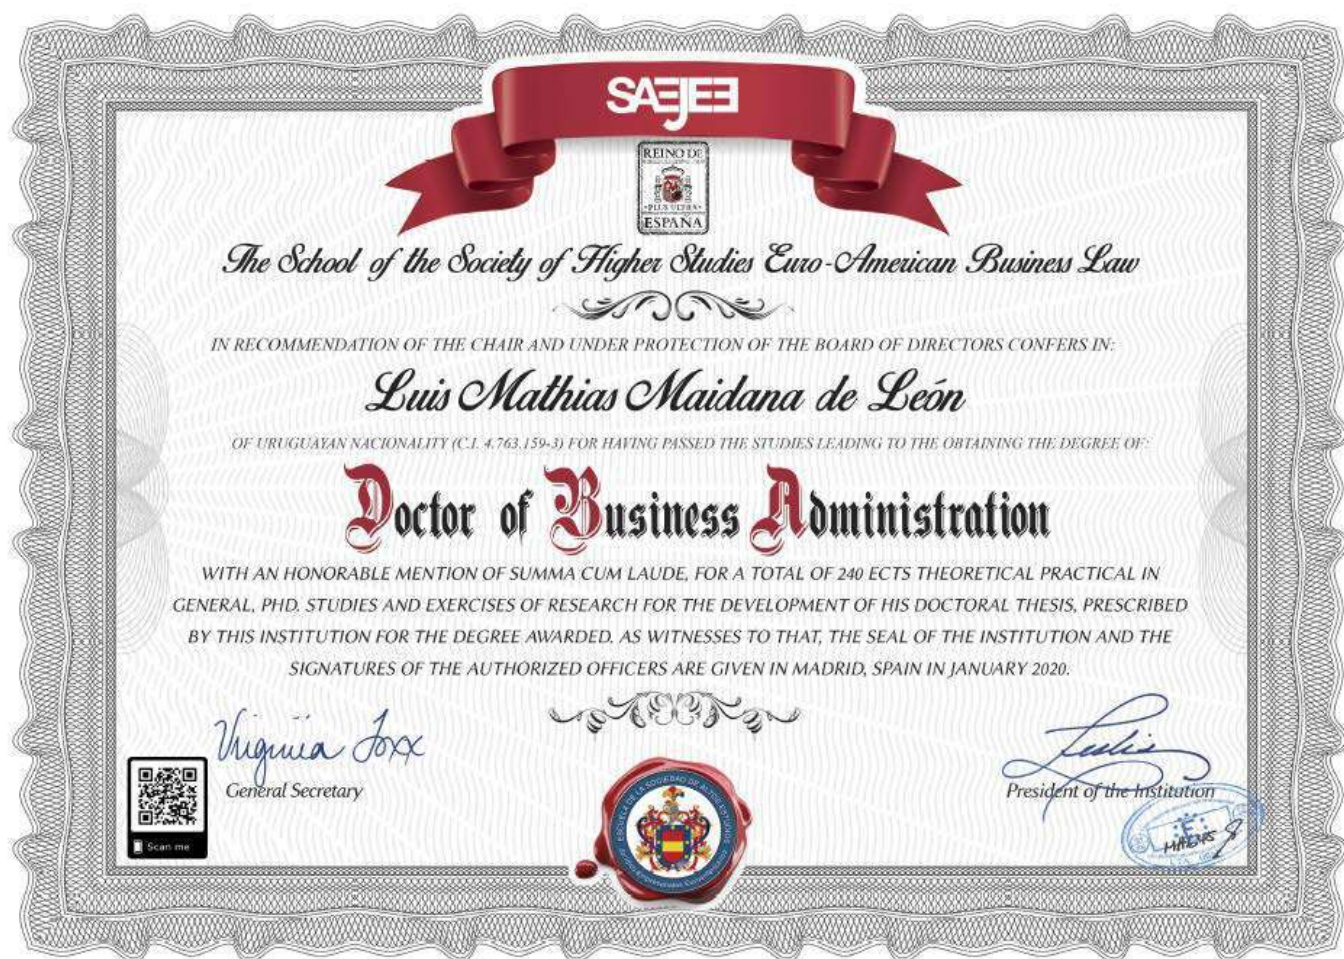 SAEJEE
REINO DE
·PLUS ULTRA·
ESPAÑA
The School of the Society of Higher Studies Euro-American Business Law
IN RECOMMENDATION OF THE CHAIR AND UNDER PROTECTION OF THE BOARD OF DIRECTORS CONFERS IN:
Luis Mathias Maidana de León
OF URUGUAYAN NACIONALITY (C.I. 4.763.159-3) FOR HAVING PASSED THE STUDIES LEADING TO THE OBTAINING THE DEGREE OF:
Doctor of Business Administration
WITH AN HONORABLE MENTION OF SUMMA CUM LAUDE, FOR A TOTAL OF 240 ECTS THEORETICAL PRACTICAL IN
GENERAL, PHD. STUDIES AND EXERCISES OF RESEARCH FOR THE DEVELOPMENT OF HIS DOCTORAL THESIS, PRESCRIBED
BY THIS INSTITUTION FOR THE DEGREE AWARDED. AS WITNESSES TO THAT, THE SEAL OF THE INSTITUTION AND THE
SIGNATURES OF THE AUTHORIZED OFFICERS ARE GIVEN IN MADRID, SPAIN IN JANUARY 2020.
Virginia Foxx
General Secretary
President of the Institution
Scan me
ESCUELA DE LA SOCIEDAD DE ALTOS ESTUDIOS